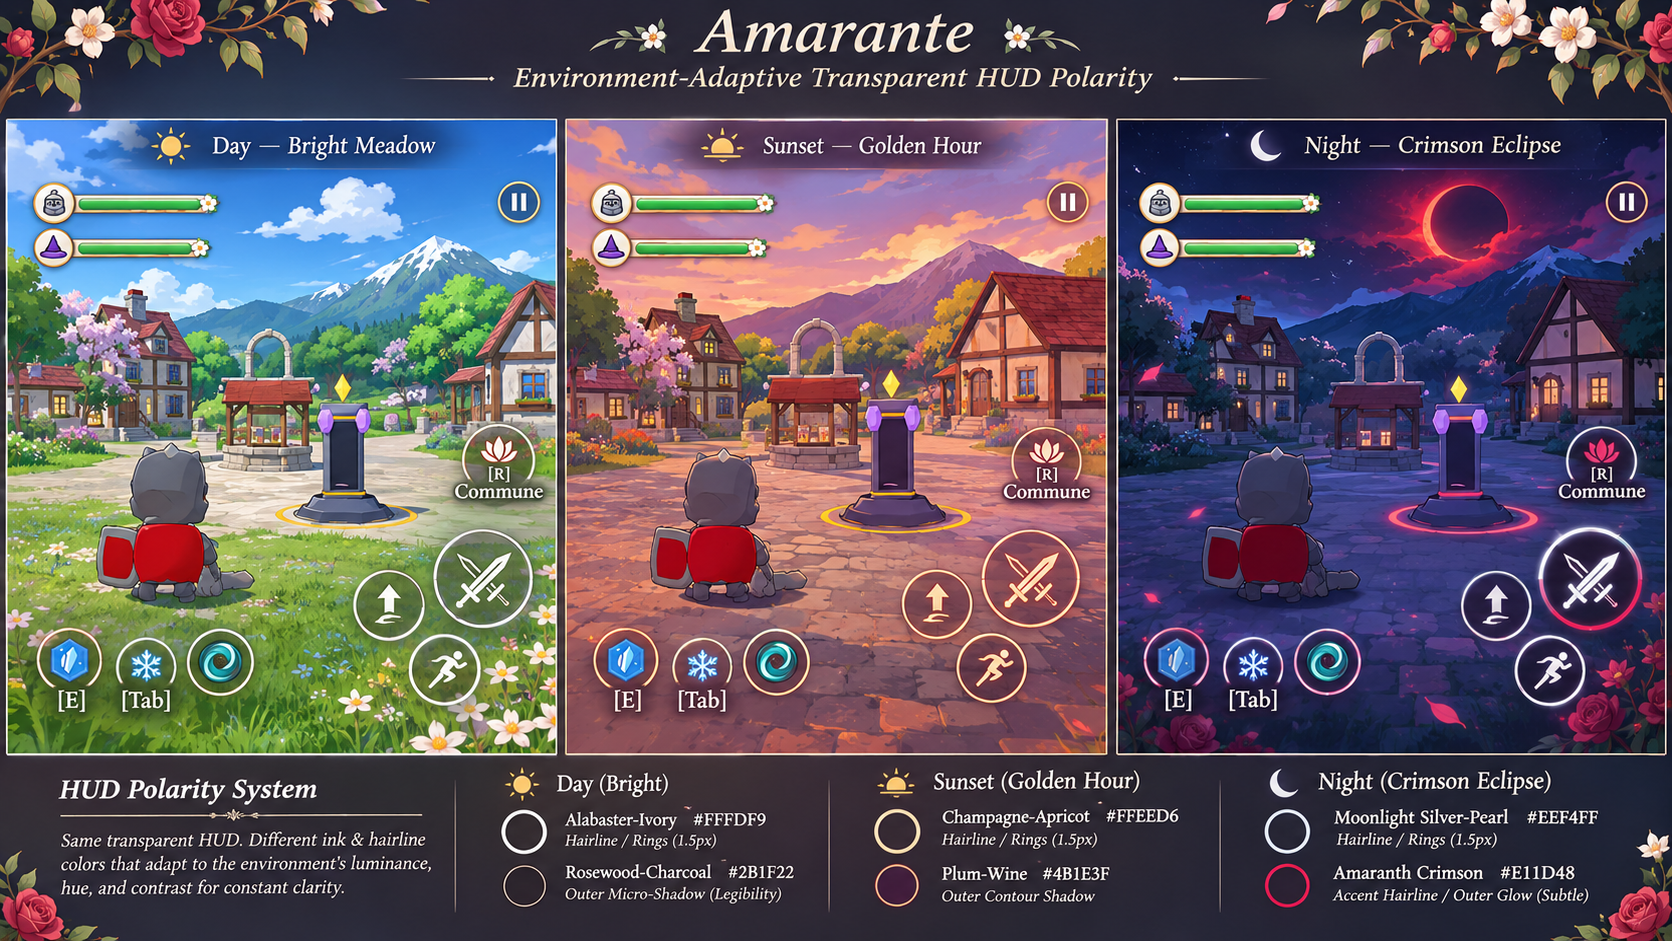 Amarante
Environment-Adaptive Transparent HUD Polarity
Day — Bright Meadow
[R]
Commune
[E]
[Tab]
Sunset — Golden Hour
[R]
Commune
[E]
[Tab]
Night — Crimson Eclipse
[R]
Commune
[E]
[Tab]
HUD Polarity System
Same transparent HUD. Different ink & hairline
colors that adapt to the environment's luminance,
hue, and contrast for constant clarity.
Day (Bright)
Alabaster-Ivory #FFFDF9
Hairline / Rings (1.5px)
Rosewood-Charcoal #2B1F22
Outer Micro-Shadow (Legibility)
Sunset (Golden Hour)
Champagne-Apricot #FFEED6
Hairline / Rings (1.5px)
Plum-Wine #4B1E3F
Outer Contour Shadow
Night (Crimson Eclipse)
Moonlight Silver-Pearl #EEF4FF
Hairline / Rings (1.5px)
Amaranth Crimson #E11D48
Accent Hairline / Outer Glow (Subtle)